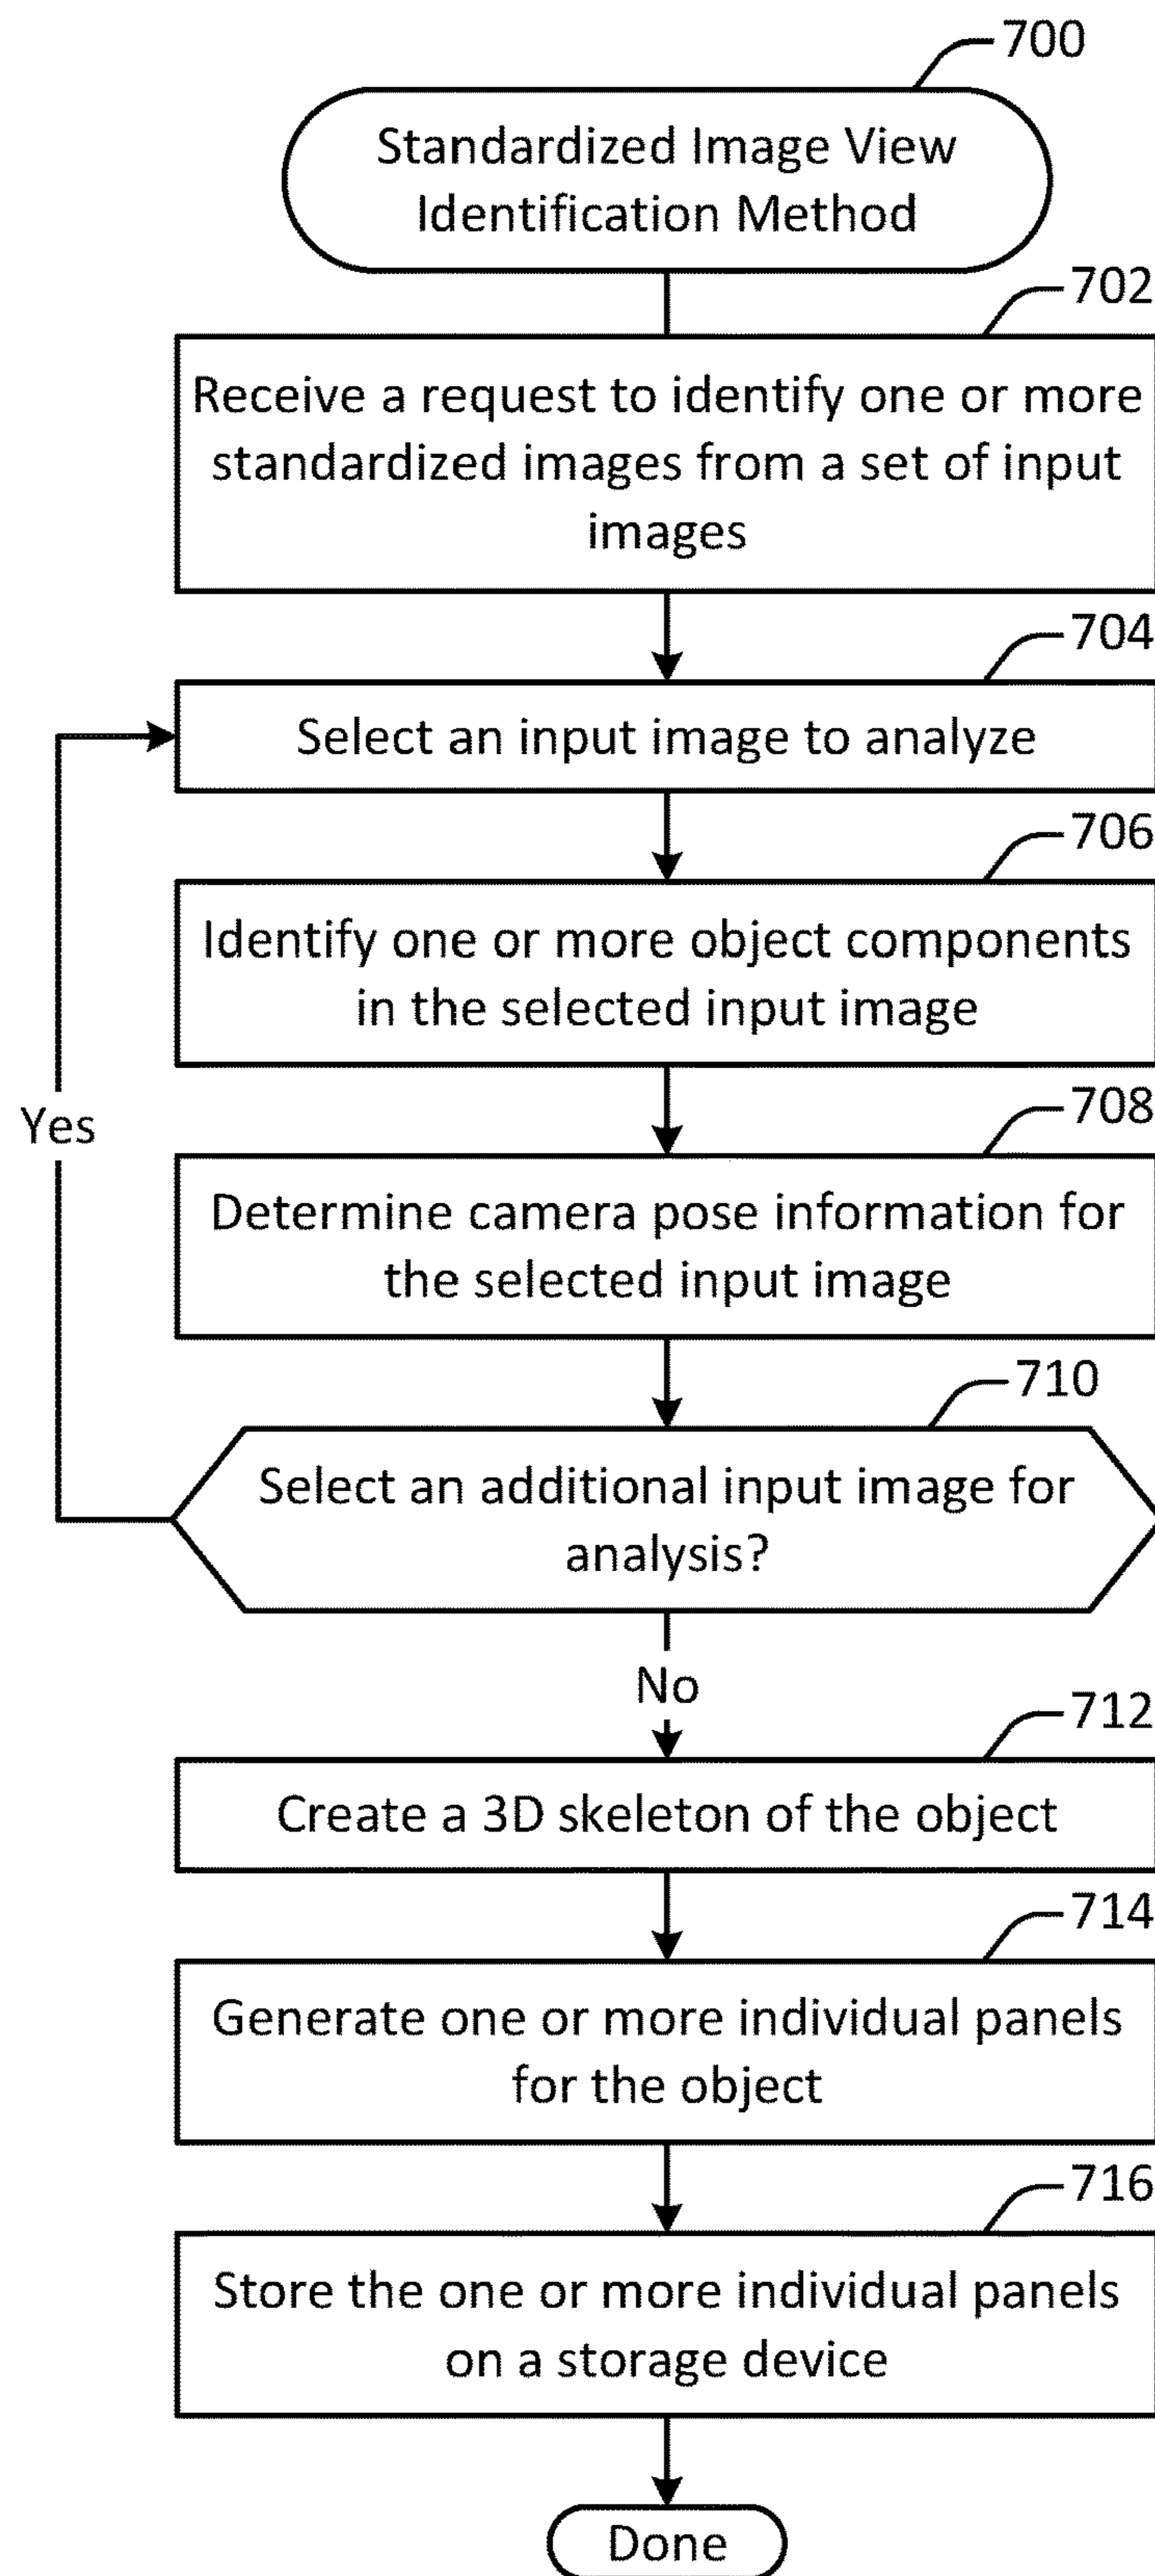 700
Standardized Image View
Identification Method
702
Receive a request to identify one or more
standardized images from a set of input
images
704
Select an input image to analyze
706
Identify one or more object components
in the selected input image
Yes
708
Determine camera pose information for
the selected input image
710
Select an additional input image for
analysis?
No
712
Create a 3D skeleton of the object
714
Generate one or more individual panels
for the object
716
Store the one or more individual panels
on a storage device
Done